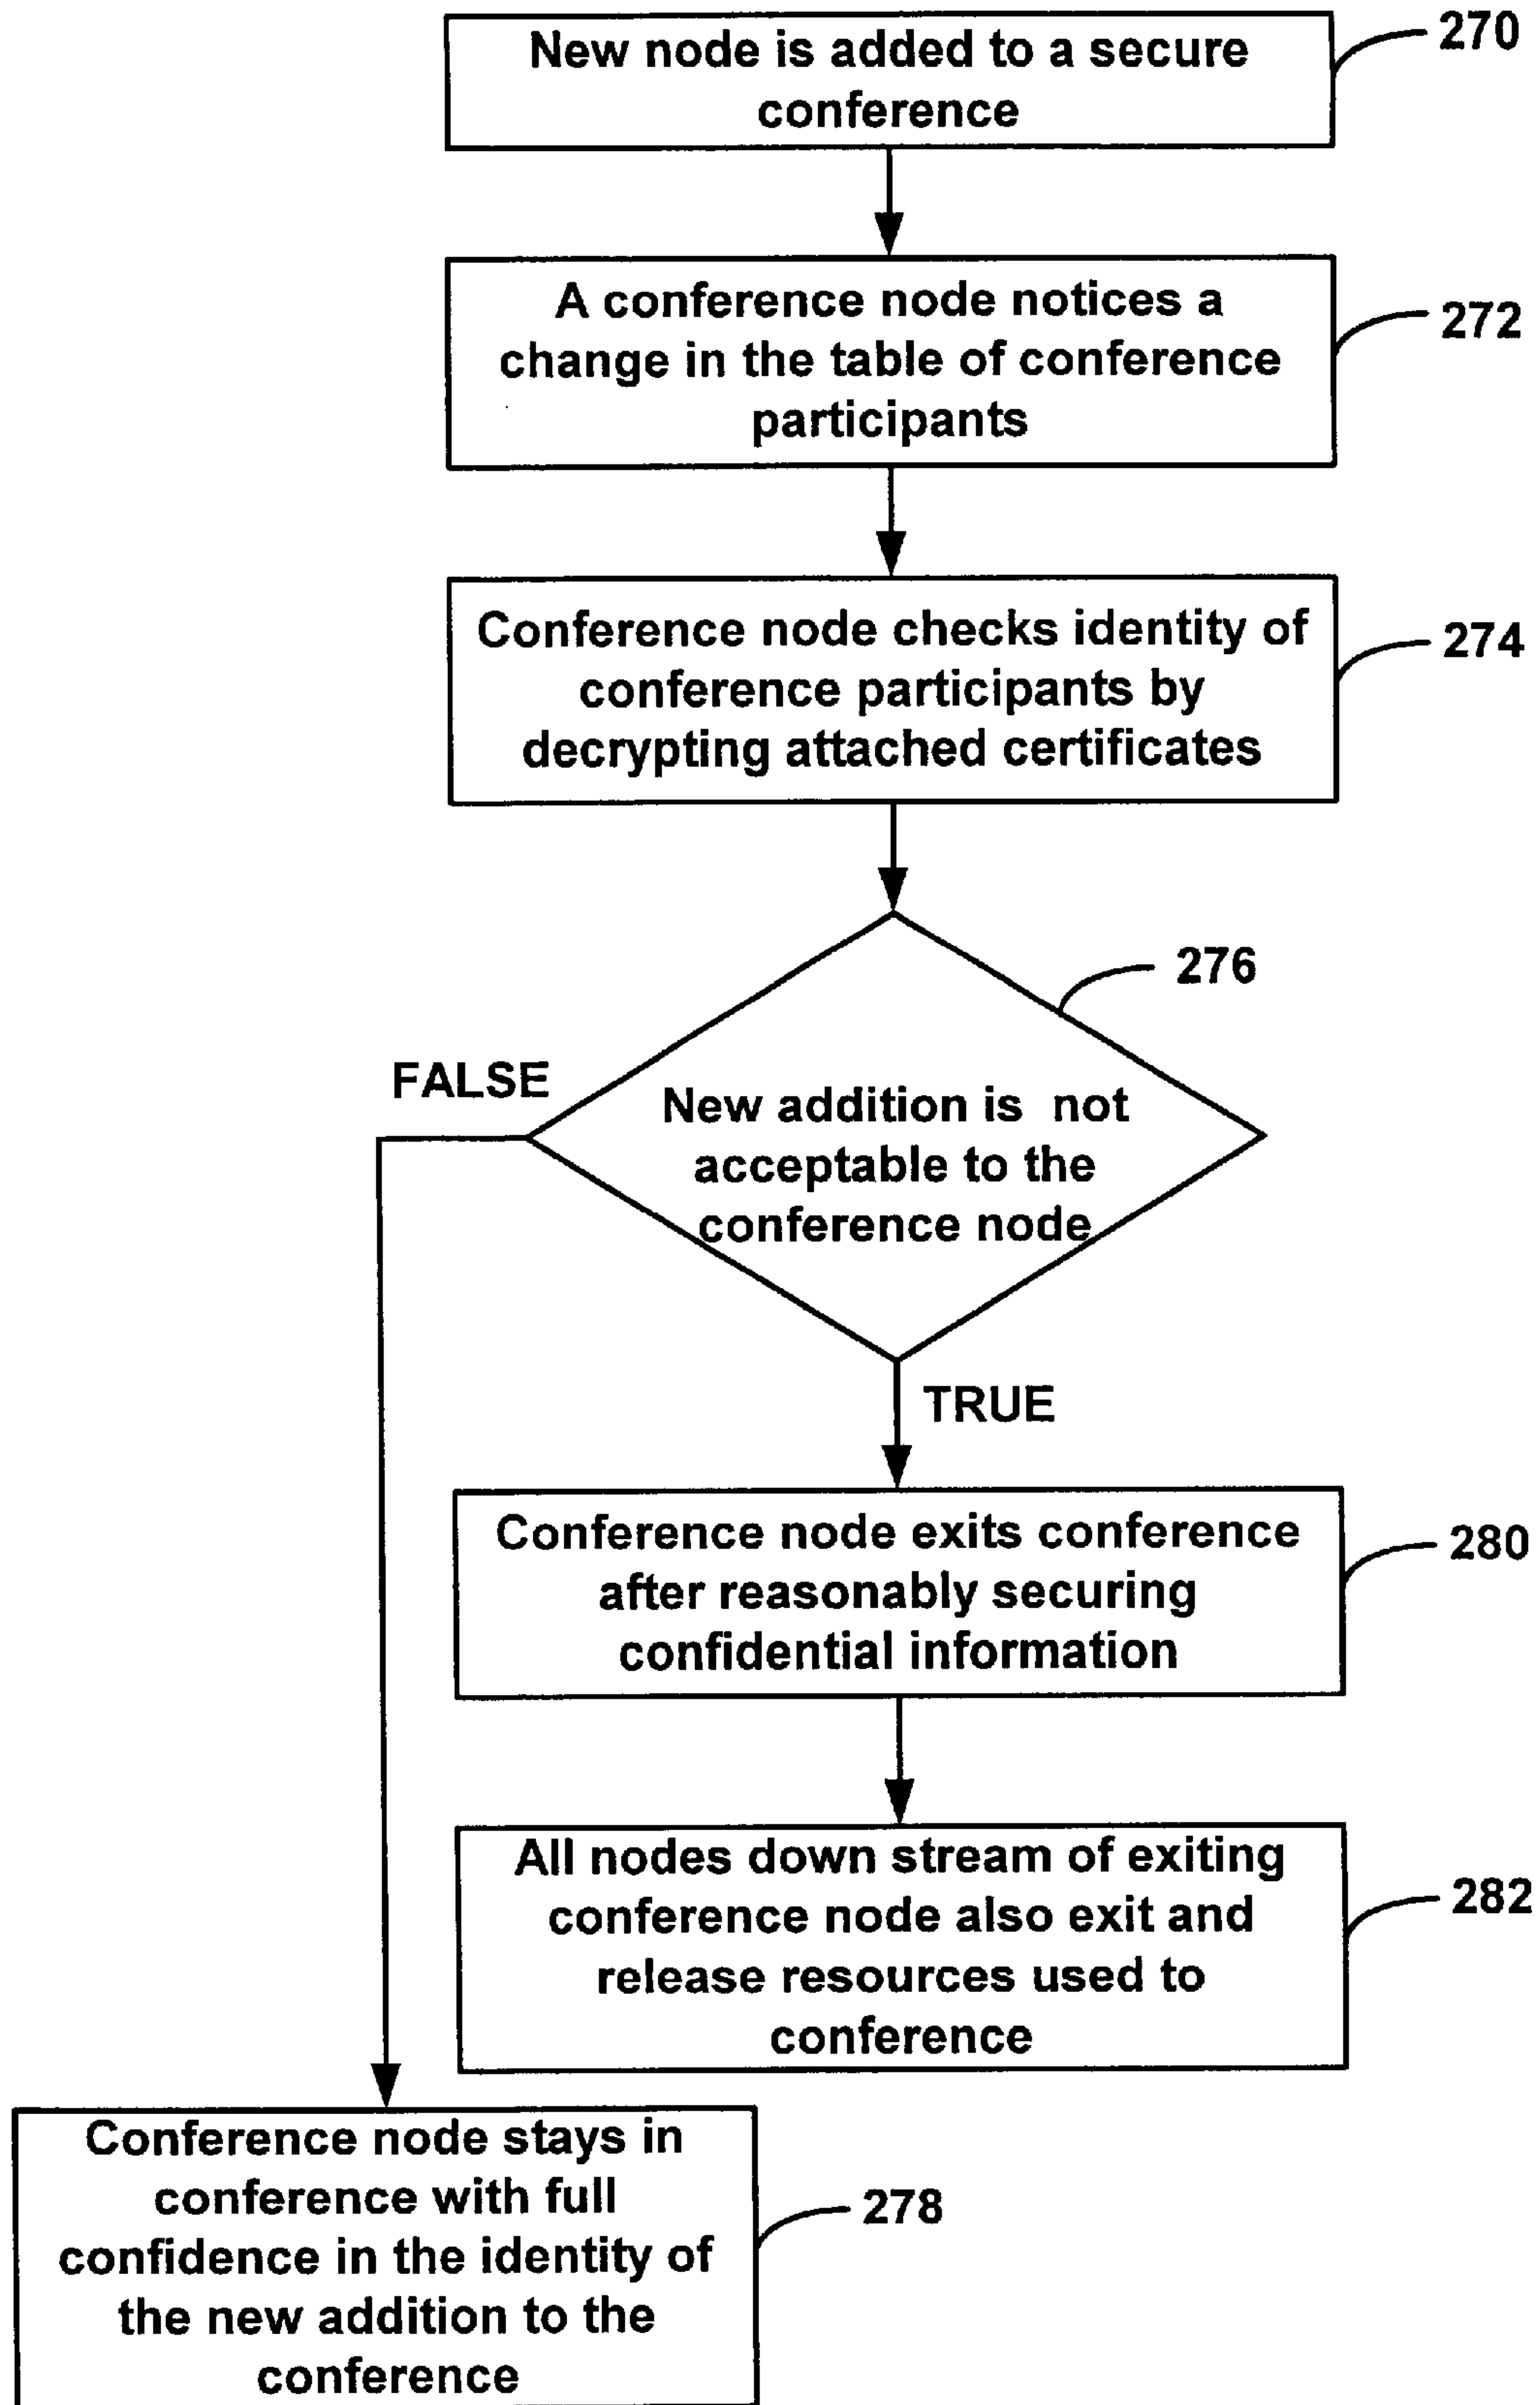 New node is added to a secure
conference
270
A conference node notices a
change in the table of conference
participants
272
Conference node checks identity of
conference participants by
decrypting attached certificates
274
276
FALSE
New addition is not
acceptable to the
conference node
TRUE
Conference node exits conference
after reasonably securing
confidential information
280
All nodes down stream of exiting
conference node also exit and
release resources used to
conference
282
Conference node stays in
conference with full
confidence in the identity of
the new addition to the
conference
278